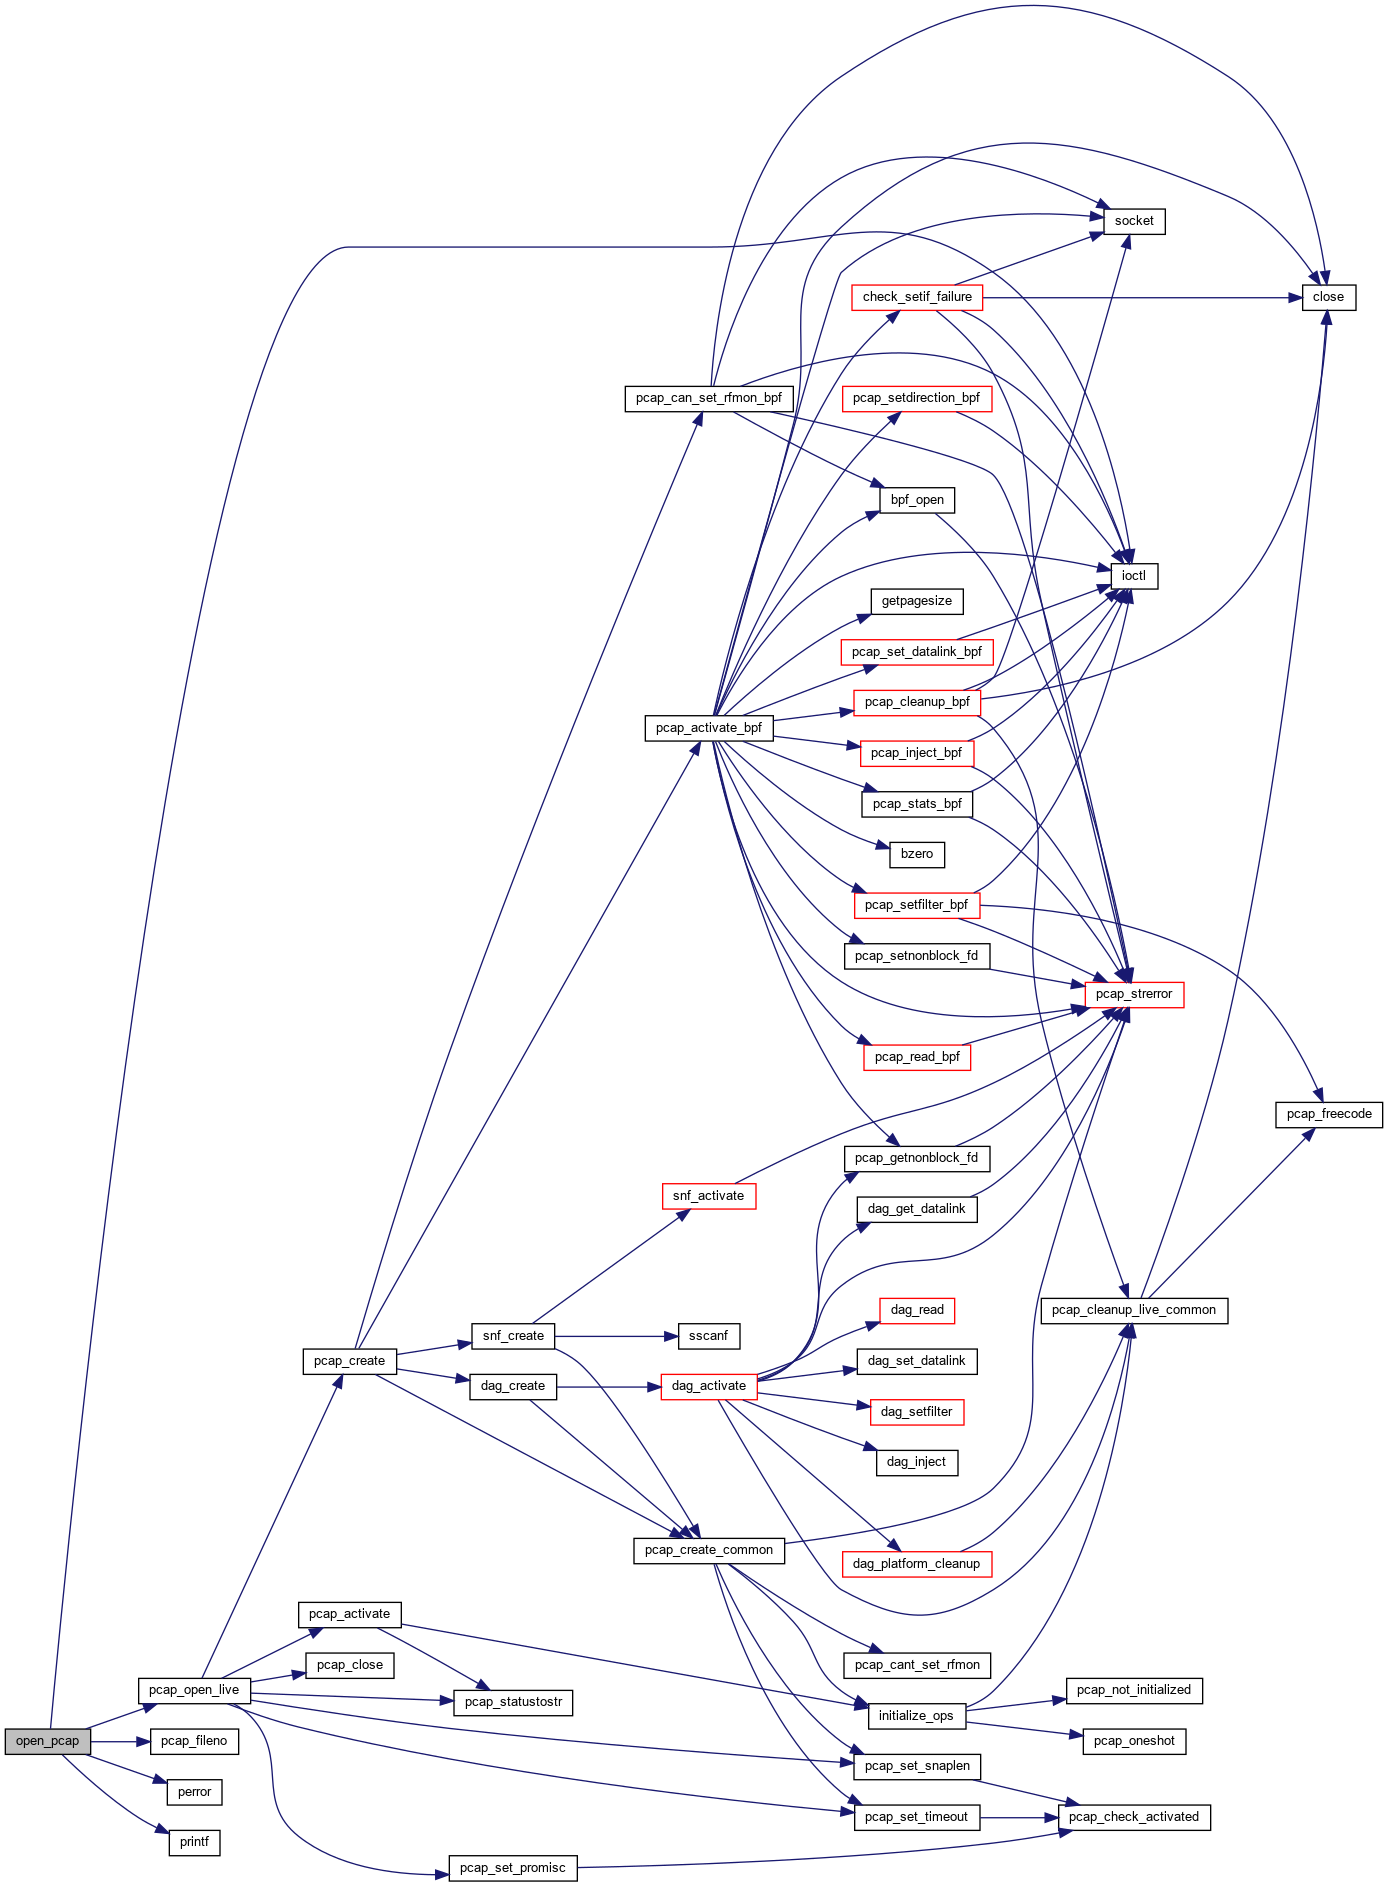 socket
check_setif_failure
close
pcap_can_set_rfmon_bpf
pcap_setdirection_bpf
bpf_open
ioctl
getpagesize
pcap_set_datalink_bpf
pcap_cleanup_bpf
pcap_activate_bpf
pcap_inject_bpf
pcap_stats_bpf
bzero
pcap_setfilter_bpf
pcap_setnonblock_fd
pcap_strerror
pcap_read_bpf
pcap_freecode
pcap_getnonblock_fd
snf_activate
dag_get_datalink
dag_read
pcap_cleanup_live_common
snf_create
sscanf
pcap_create
dag_set_datalink
dag_create
dag_activate
dag_setfilter
dag_inject
pcap_create_common
dag_platform_cleanup
pcap_activate
pcap_close
pcap_cant_set_rfmon
pcap_open_live
pcap_not_initialized
pcap_statustostr
initialize_ops
open_pcap
pcap_fileno
pcap_oneshot
pcap_set_snaplen
perror
pcap_set_timeout
pcap_check_activated
printf
pcap_set_promisc